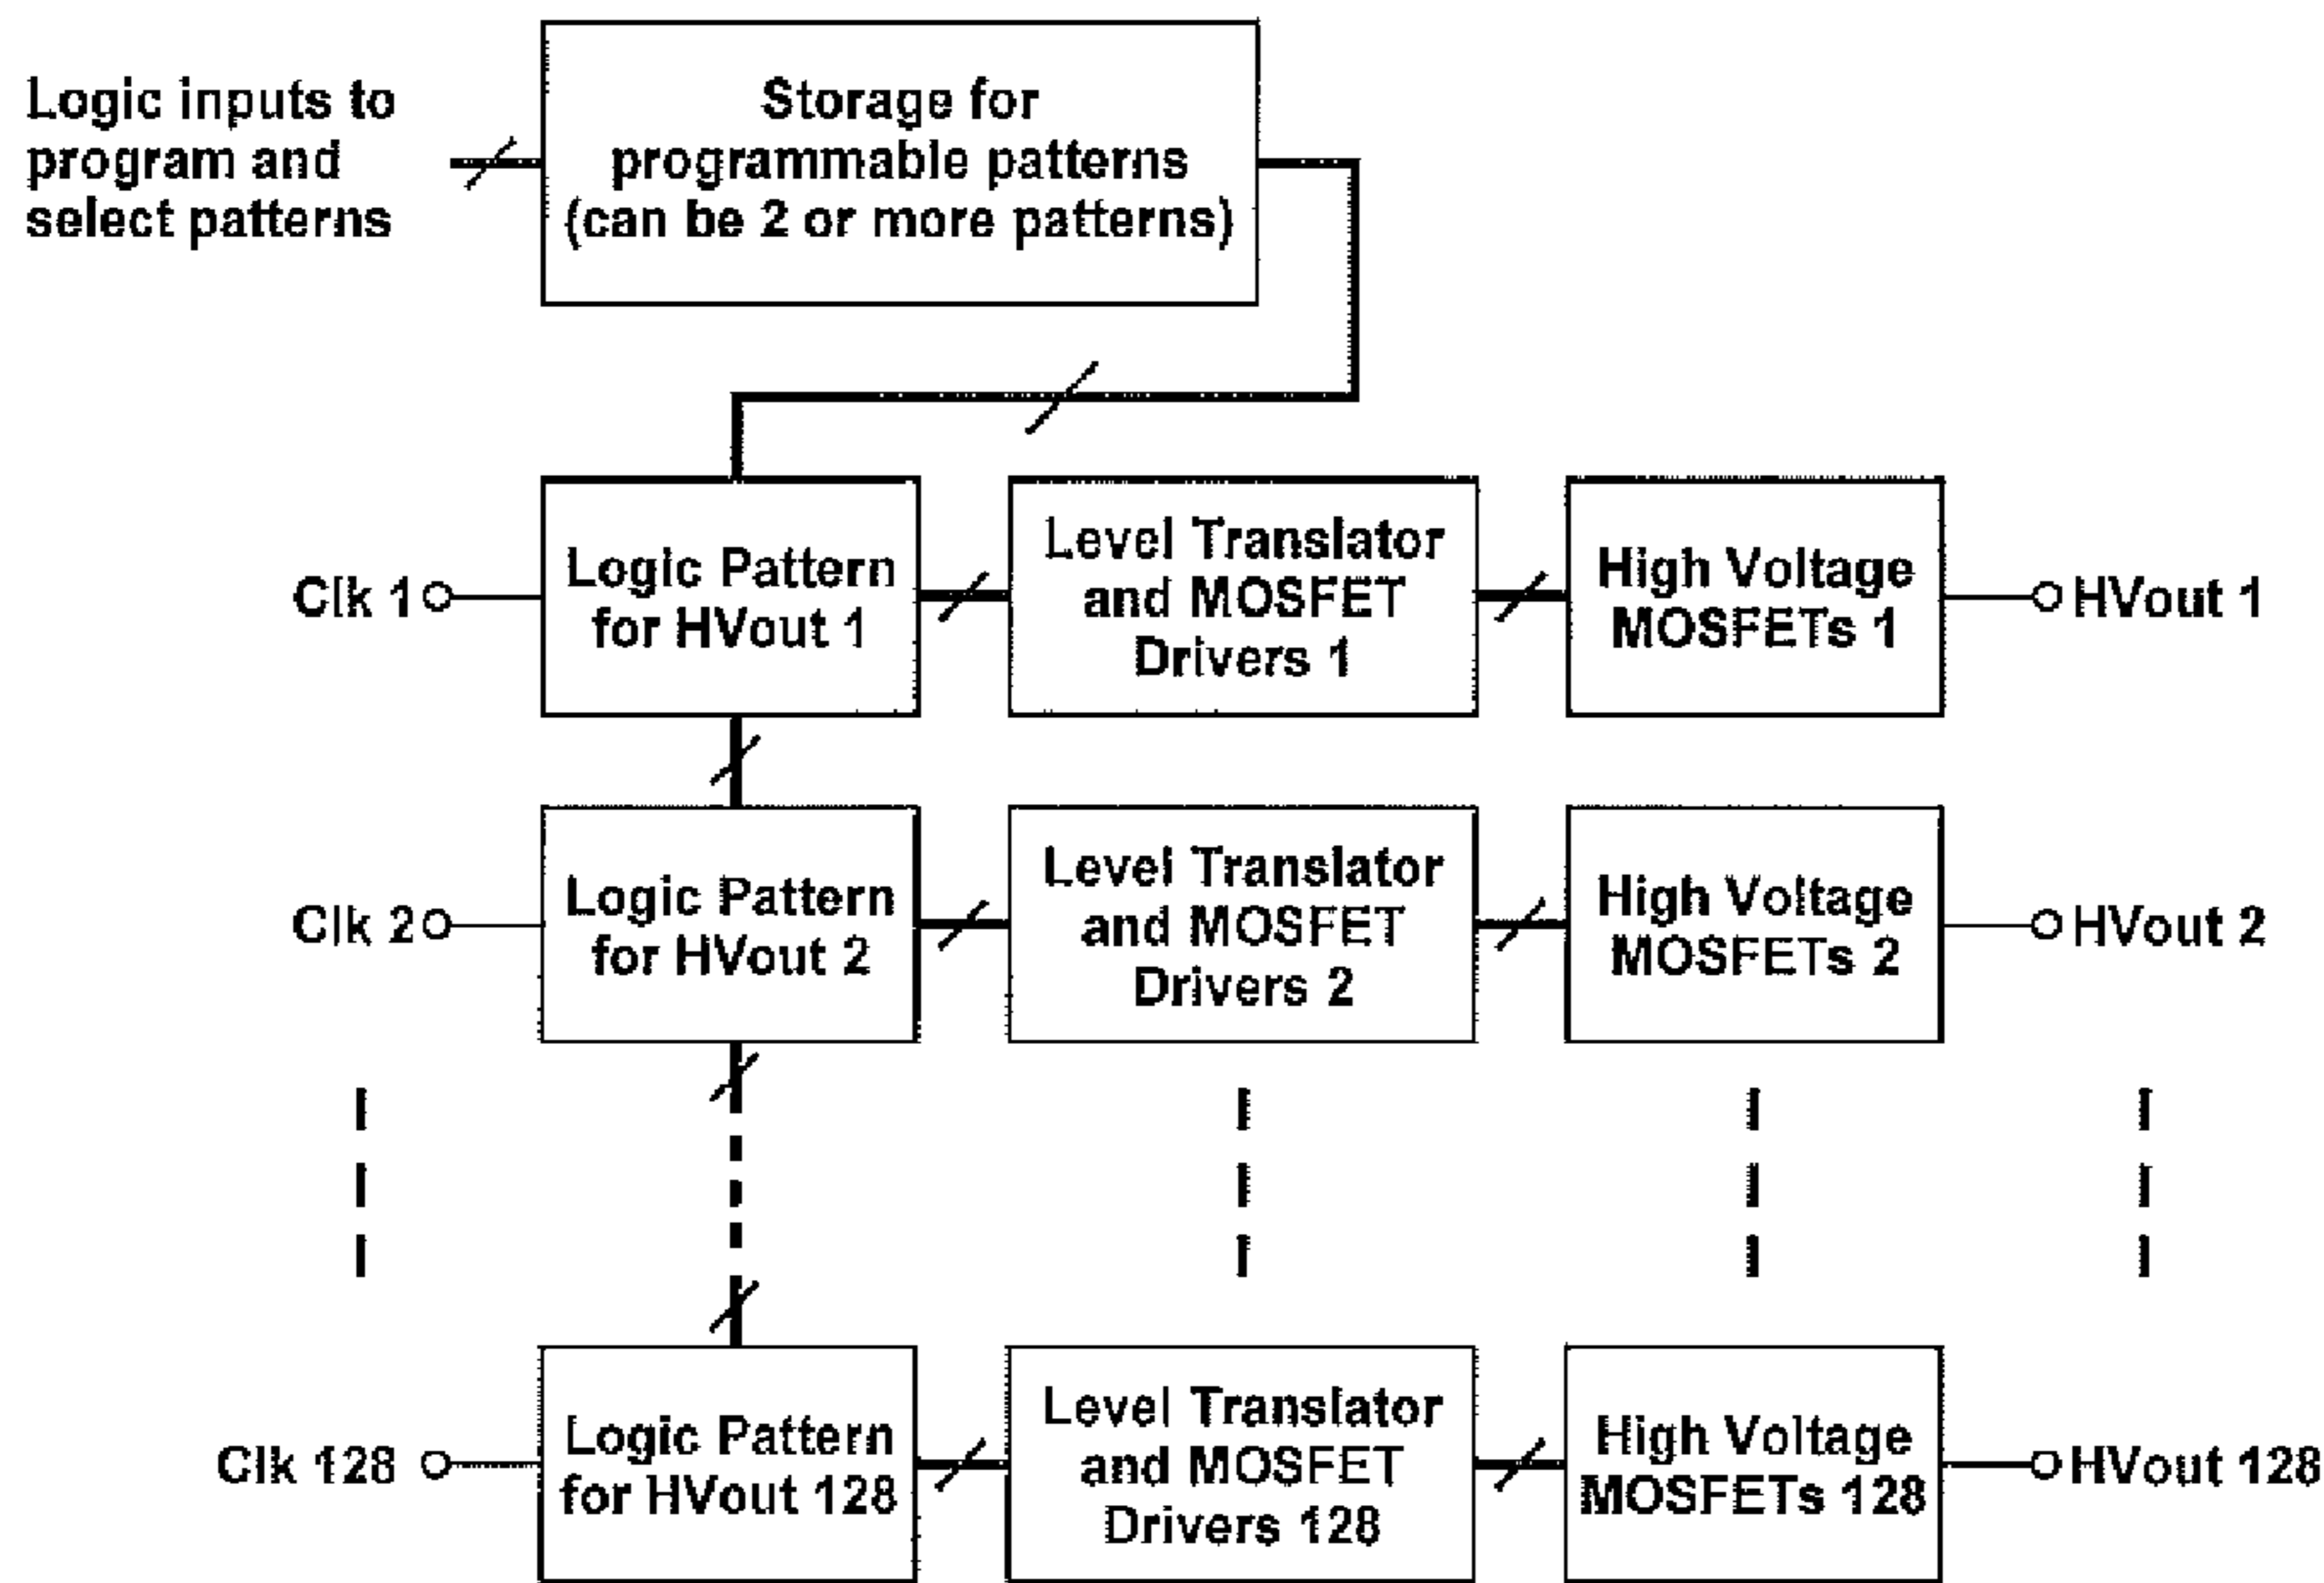 Logic inputs to
program and
select patterns
Storage for
programmable patterns
(can be 2 or more patterns)
Clk 1
Logic Pattern
for HVout 1
Level Translator
and MOSFET
Drivers 1
High Voltage
MOSFETs 1
HVout 1
Clk 2
Logic Pattern
for HVout 2
Level Translator
and MOSFET
Drivers 2
High Voltage
MOSFETs 2
HVout 2
Clk 128
Logic Pattern
for HVout 128
Level Translator
and MOSFET
Drivers 128
High Voltage
MOSFETs 128
HVout 128